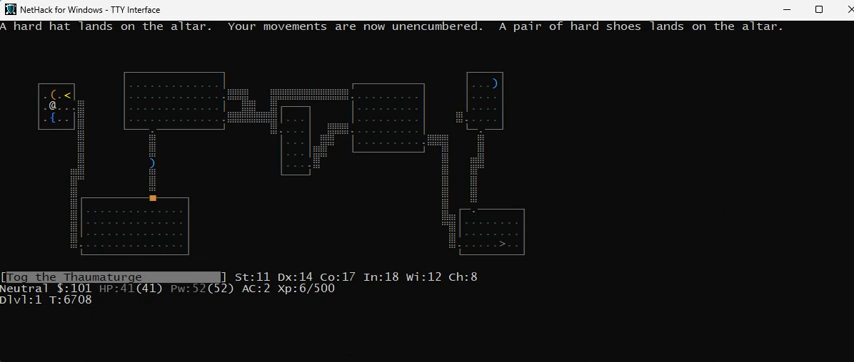 NetHack for Windows - TTY Interface
A hard hat lands on the altar.  Your movements are now unencumbered.  A pair of hard shoes lands on the altar.
[Tog the Thaumaturge] St:11 Dx:14 Co:17 In:18 Wi:12 Ch:8
Neutral $:101 HP:41(41) Pw:52(52) AC:2 Xp:6/500
Dlvl:1 T:6708